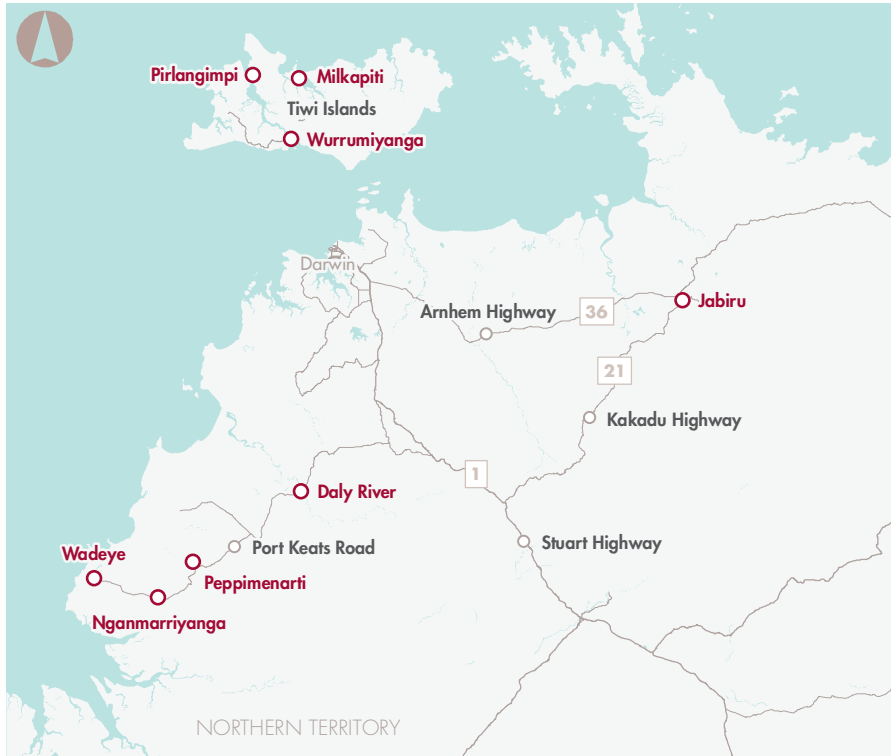 Pirlangimpi
Milkapiti
Tiwi Islands
Wurrumiyanga
Darwin
Jabiru
Arnhem Highway
36
21
Kakadu Highway
1
Daly River
Stuart Highway
Port Keats Road
Wadeye
Peppimenarti
Nganmarriyanga
NORTHERN TERRITORY